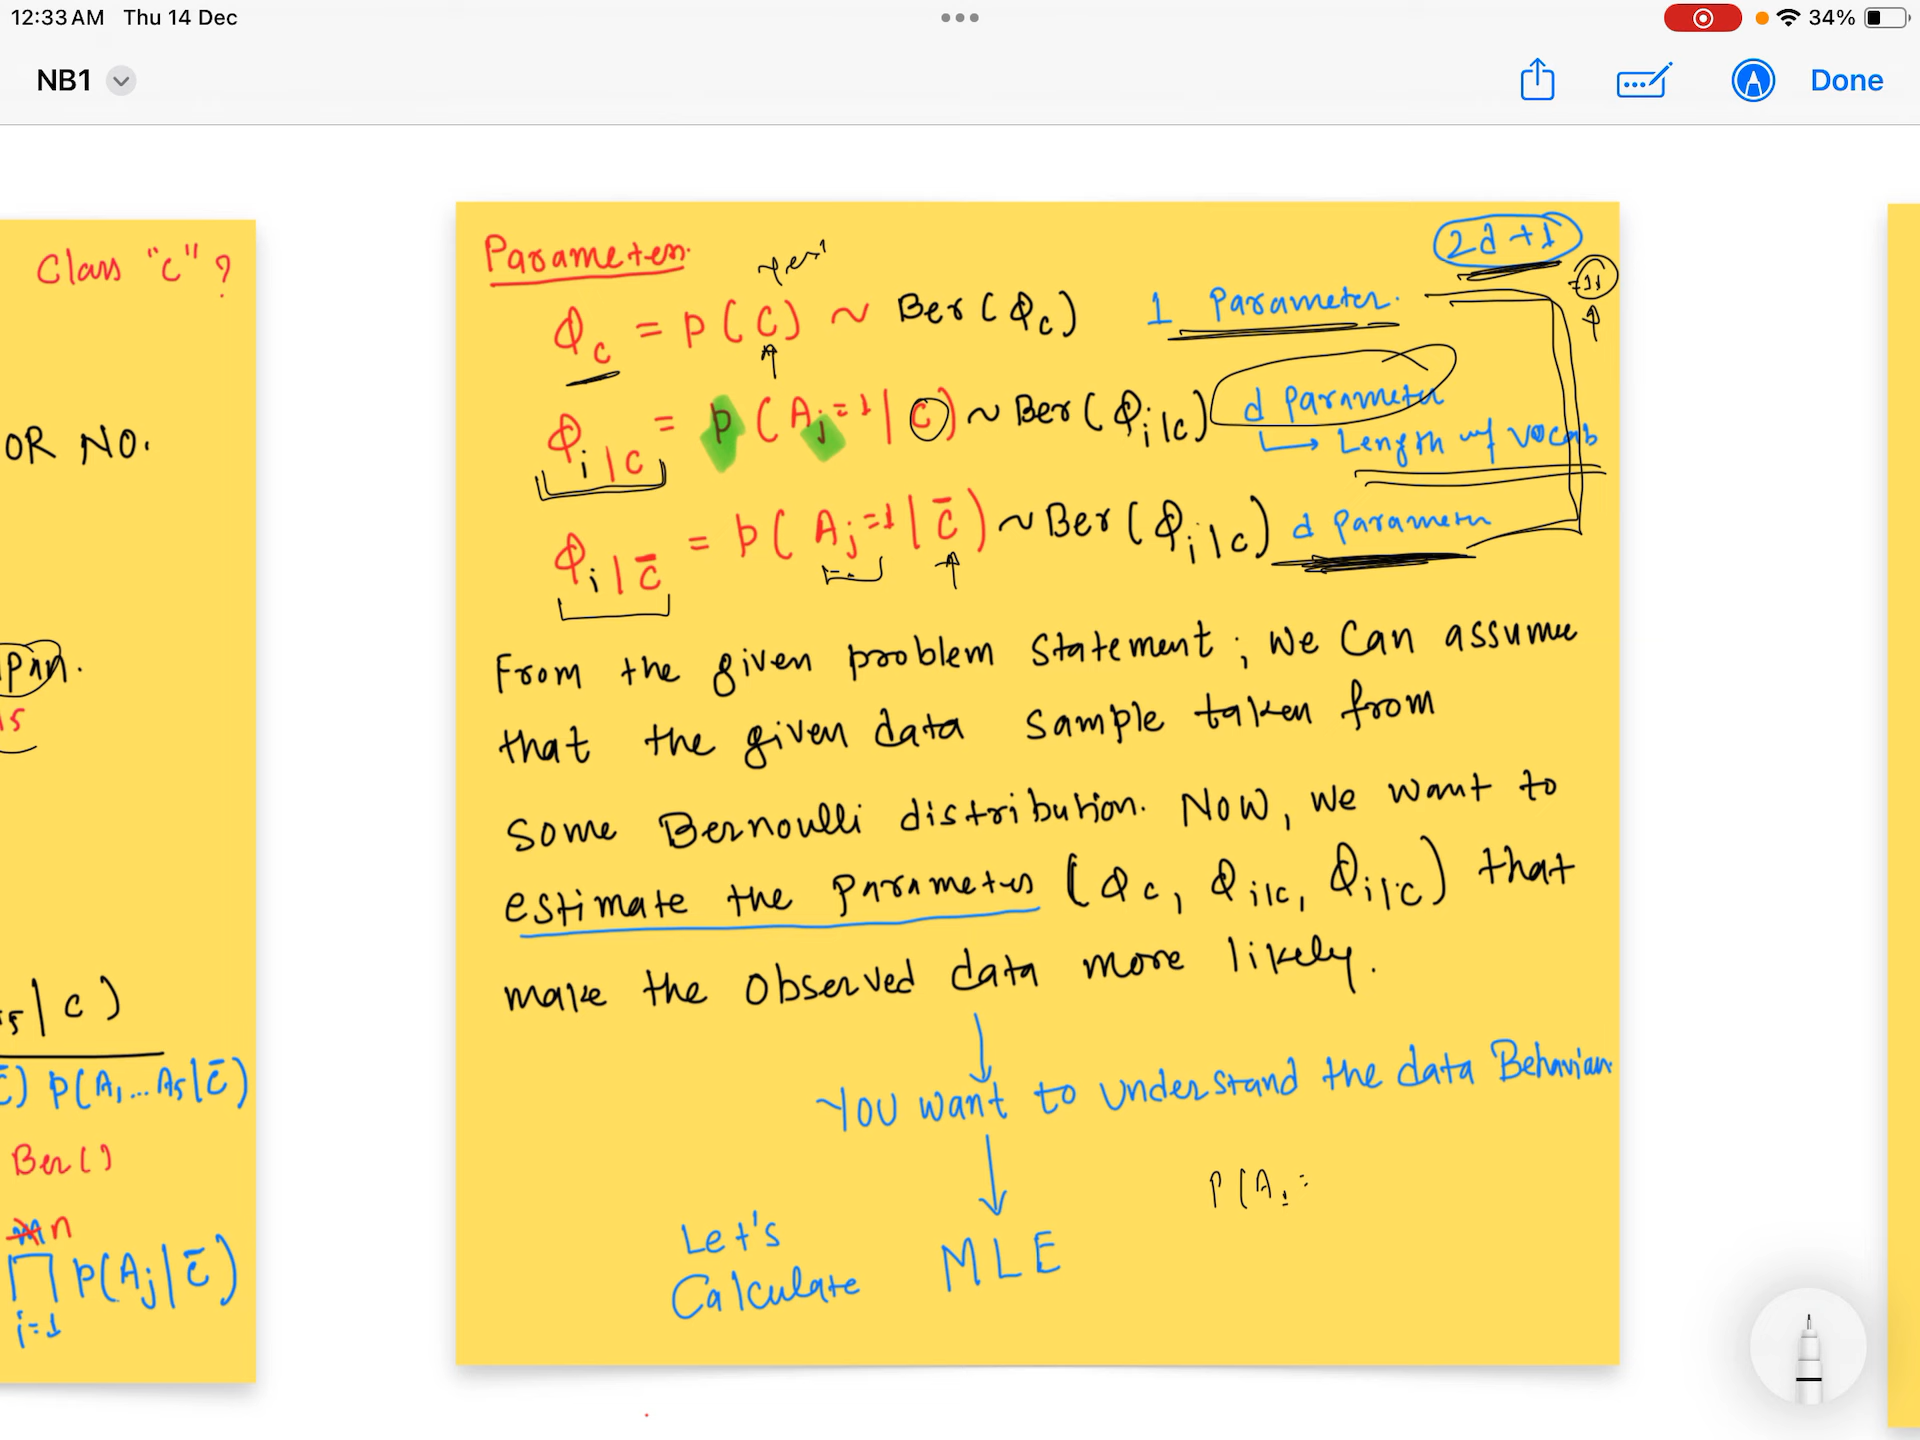 12:33 AM Thu 14 Dec
34%
NB1
Done
Class "c" ?
OR NO.
s | c )
p(A, ... A5 | c̄ )
Ber( )
n
∏ p(Aj | c̄ )
i=1
Parameters
2d + 1
Φc = p ( C ) ~ Ber ( Φc ) 1 Parameter.
Φi|c = p ( Aj=1 | c ) ~ Ber ( Φi|c ) d Parameter
↳ Length of vocab
Φi|c̄ = p ( Aj=1 | c̄ ) ~ Ber ( Φi|c ) d Parameter
From the given problem statement ; we can assume
that the given data sample taken from
some Bernoulli distribution. Now, we want to
estimate the parameters ( Φc, Φi|c, Φi|c ) that
make the observed data more likely.
You want to understand the data Behavior
P(A, =
Let's
Calculate MLE